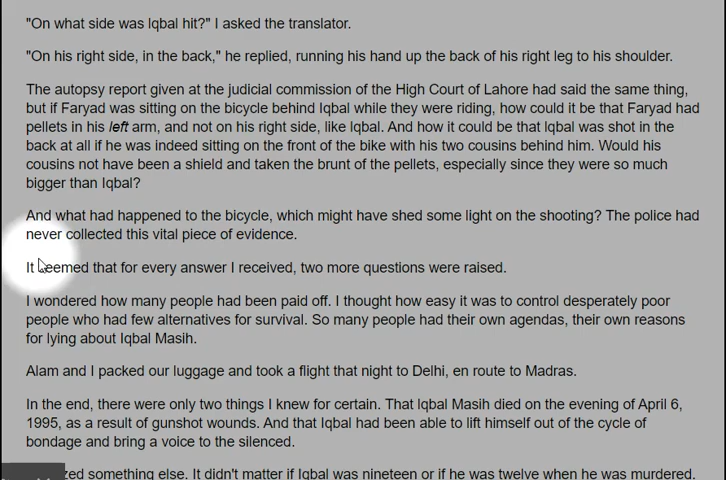 "On what side was Iqbal hit?" I asked the translator.
"On his right side, in the back," he replied, running his hand up the back of his right leg to his shoulder.
The autopsy report given at the judicial commission of the High Court of Lahore had said the same thing,
but if Faryad was sitting on the bicycle behind Iqbal while they were riding, how could it be that Faryad had
pellets in his left arm, and not on his right side, like Iqbal. And how it could be that Iqbal was shot in the
back at all if he was indeed sitting on the front of the bike with his two cousins behind him. Would his
cousins not have been a shield and taken the brunt of the pellets, especially since they were so much
bigger than Iqbal?
And what had happened to the bicycle, which might have shed some light on the shooting? The police had
never collected this vital piece of evidence.
It seemed that for every answer I received, two more questions were raised.
I wondered how many people had been paid off. I thought how easy it was to control desperately poor
people who had few alternatives for survival. So many people had their own agendas, their own reasons
for lying about Iqbal Masih.
Alam and I packed our luggage and took a flight that night to Delhi, en route to Madras.
In the end, there were only two things I knew for certain. That Iqbal Masih died on the evening of April 6,
1995, as a result of gunshot wounds. And that Iqbal had been able to lift himself out of the cycle of
bondage and bring a voice to the silenced.
something else. It didn't matter if Iqbal was nineteen or if he was twelve when he was murdered.